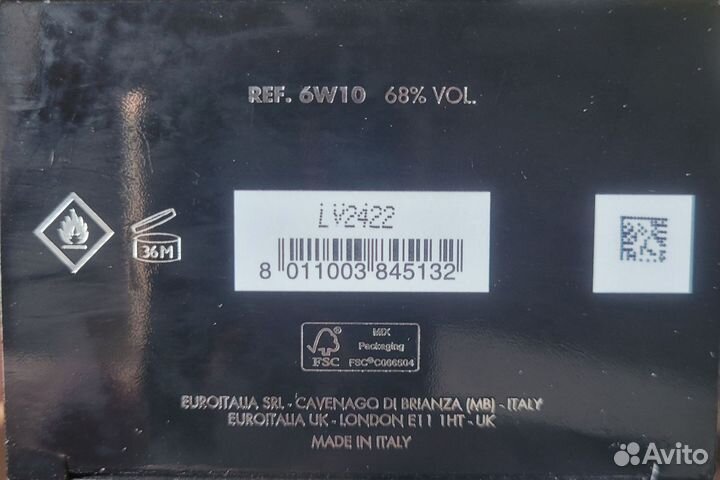 REF. 6W10 68% VOL.
36M
LV2422
8 011003 845132
FSC
MIX
Packaging
FSC® C066504
EUROITALIA SRL - CAVENAGO DI BRIANZA (MB) - ITALY
EUROITALIA UK - LONDON E11 1HT - UK
MADE IN ITALY
Avito